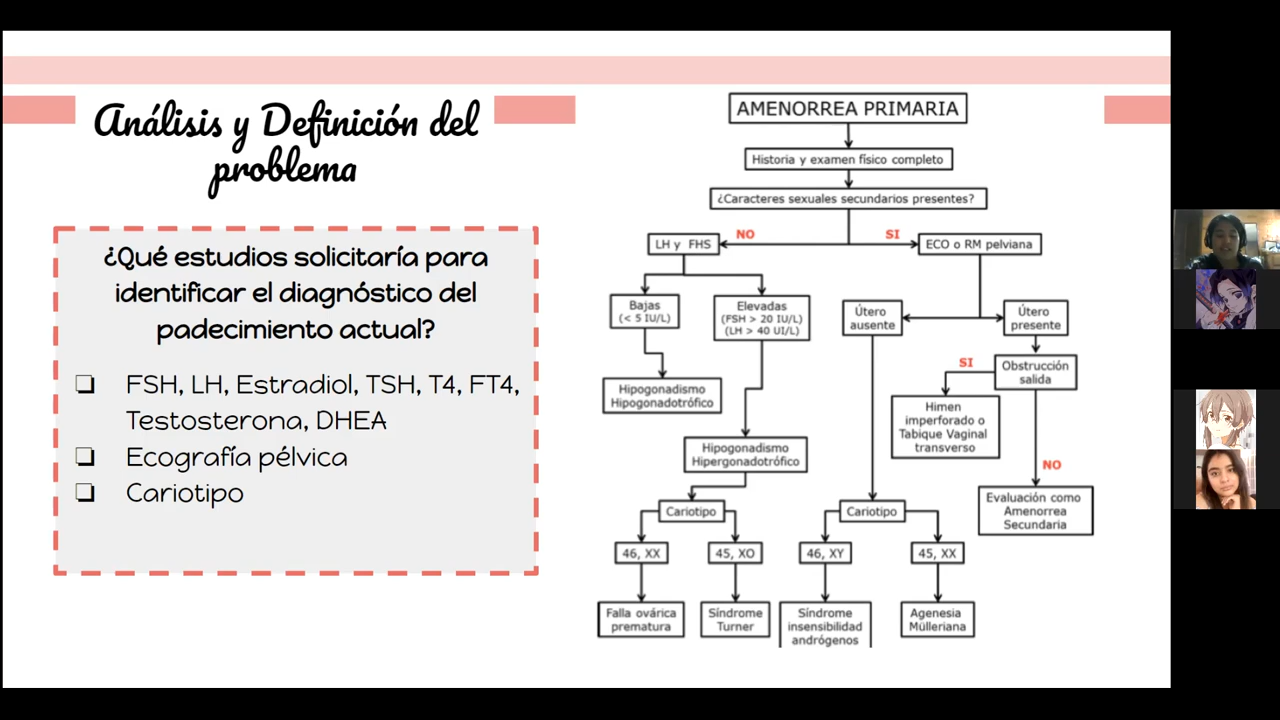 Análisis y Definición del
problema
¿Qué estudios solicitaría para
identificar el diagnóstico del
padecimiento actual?
❏ FSH, LH, Estradiol, TSH, T4, FT4,
Testosterona, DHEA
❏ Ecografía pélvica
❏ Cariotipo
AMENORREA PRIMARIA
Historia y examen físico completo
¿Caracteres sexuales secundarios presentes?
NO
SI
LH y FHS
ECO o RM pelviana
Bajas
(< 5 IU/L)
Elevadas
(FSH > 20 IU/L)
(LH > 40 UI/L)
Útero
ausente
Útero
presente
SI
Obstrucción
salida
Hipogonadismo
Hipogonadotrófico
Himen
imperforado o
Tabique Vaginal
transverso
Hipogonadismo
Hipergonadotrófico
NO
Evaluación como
Amenorrea
Secundaria
Cariotipo
Cariotipo
46, XX
45, XO
46, XY
45, XX
Falla ovárica
prematura
Síndrome
Turner
Síndrome
insensibilidad
andrógenos
Agenesia
Mülleriana